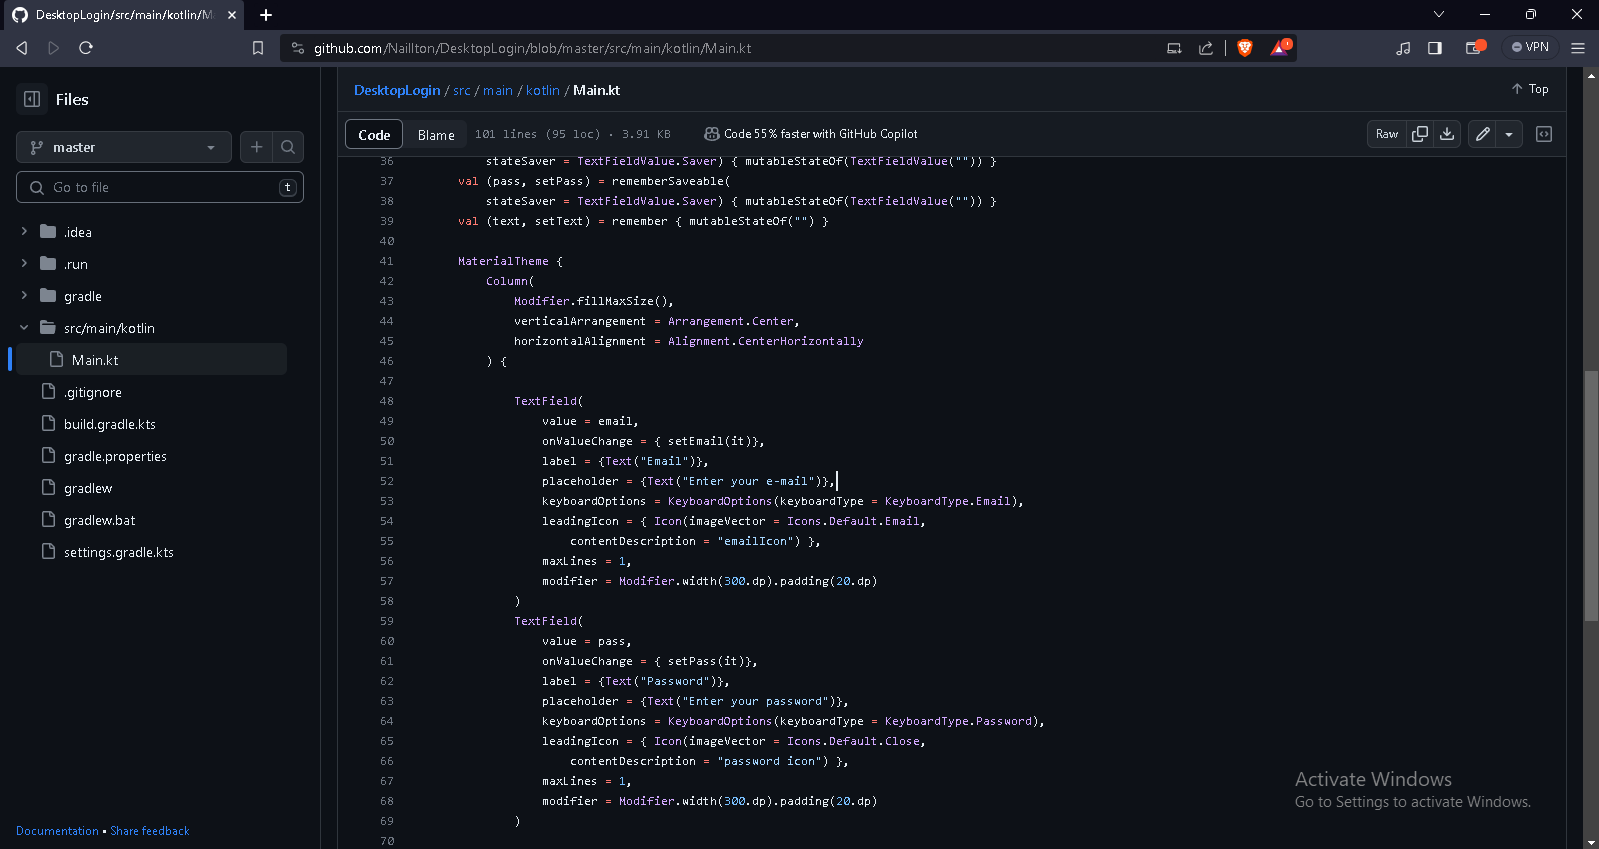 DesktopLogin/src/main/kotlin/Ma
github.com/Naillton/DesktopLogin/blob/master/src/main/kotlin/Main.kt
1
VPN
Files
master
Go to file
t
.idea
.run
gradle
src/main/kotlin
Main.kt
.gitignore
build.gradle.kts
gradle.properties
gradlew
gradlew.bat
settings.gradle.kts
Documentation • Share feedback
DesktopLogin / src / main / kotlin / Main.kt
Top
Code Blame 101 lines (95 loc) · 3.91 KB Code 55% faster with GitHub Copilot
Raw
36 stateSaver = TextFieldValue.Saver) { mutableStateOf(TextFieldValue("")) }
37 val (pass, setPass) = rememberSaveable(
38 stateSaver = TextFieldValue.Saver) { mutableStateOf(TextFieldValue("")) }
39 val (text, setText) = remember { mutableStateOf("") }
40
41 MaterialTheme {
42 Column(
43 Modifier.fillMaxSize(),
44 verticalArrangement = Arrangement.Center,
45 horizontalAlignment = Alignment.CenterHorizontally
46 ) {
47
48 TextField(
49 value = email,
50 onValueChange = { setEmail(it)},
51 label = {Text("Email")},
52 placeholder = {Text("Enter your e-mail")},
53 keyboardOptions = KeyboardOptions(keyboardType = KeyboardType.Email),
54 leadingIcon = { Icon(imageVector = Icons.Default.Email,
55 contentDescription = "emailIcon") },
56 maxLines = 1,
57 modifier = Modifier.width(300.dp).padding(20.dp)
58 )
59 TextField(
60 value = pass,
61 onValueChange = { setPass(it)},
62 label = {Text("Password")},
63 placeholder = {Text("Enter your password")},
64 keyboardOptions = KeyboardOptions(keyboardType = KeyboardType.Password),
65 leadingIcon = { Icon(imageVector = Icons.Default.Close,
66 contentDescription = "password icon") },
67 maxLines = 1,
68 modifier = Modifier.width(300.dp).padding(20.dp)
69 )
70
Activate Windows
Go to Settings to activate Windows.